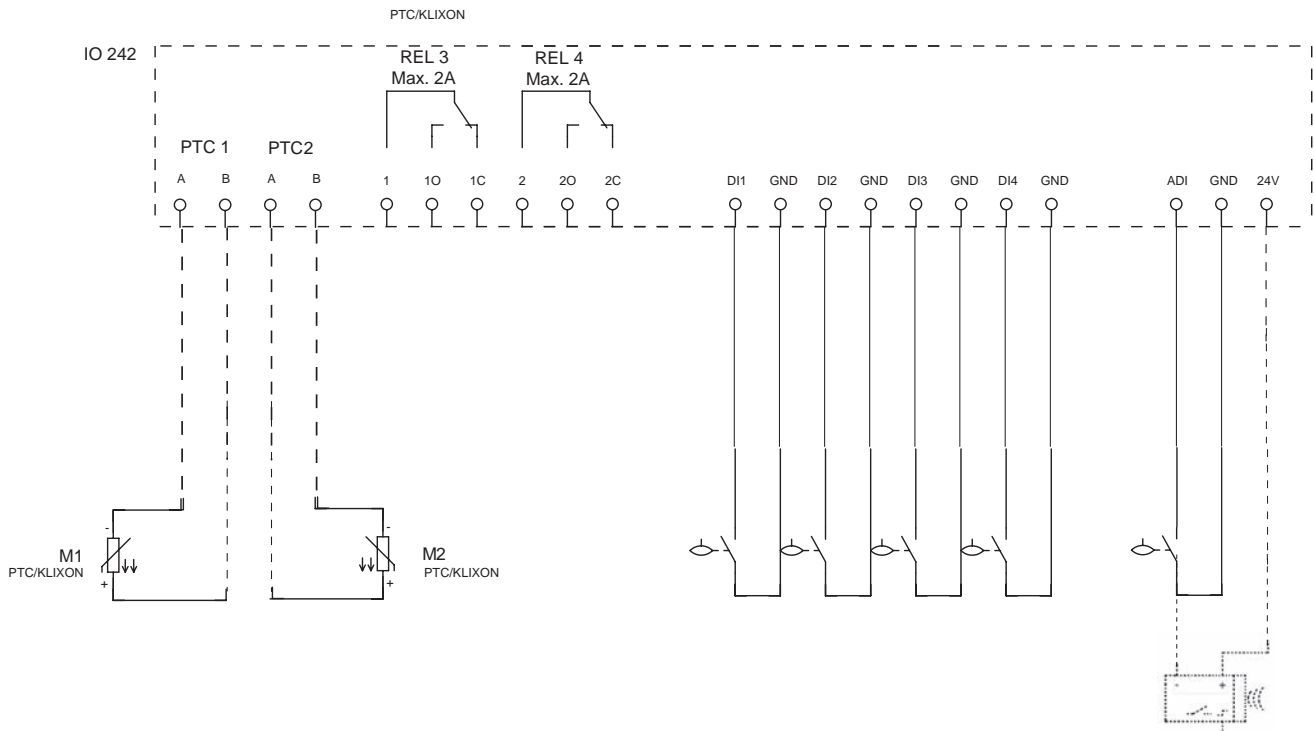 PTC/KLIXON
IO 242
REL 3
Max. 2A
REL 4
Max. 2A
PTC 1
PTC2
A B A B 1 1O 1C 2 2O 2C DI1 GND DI2 GND DI3 GND DI4 GND ADI GND 24V
-
M1
PTC/KLIXON
+
-
M2
PTC/KLIXON
+
- +